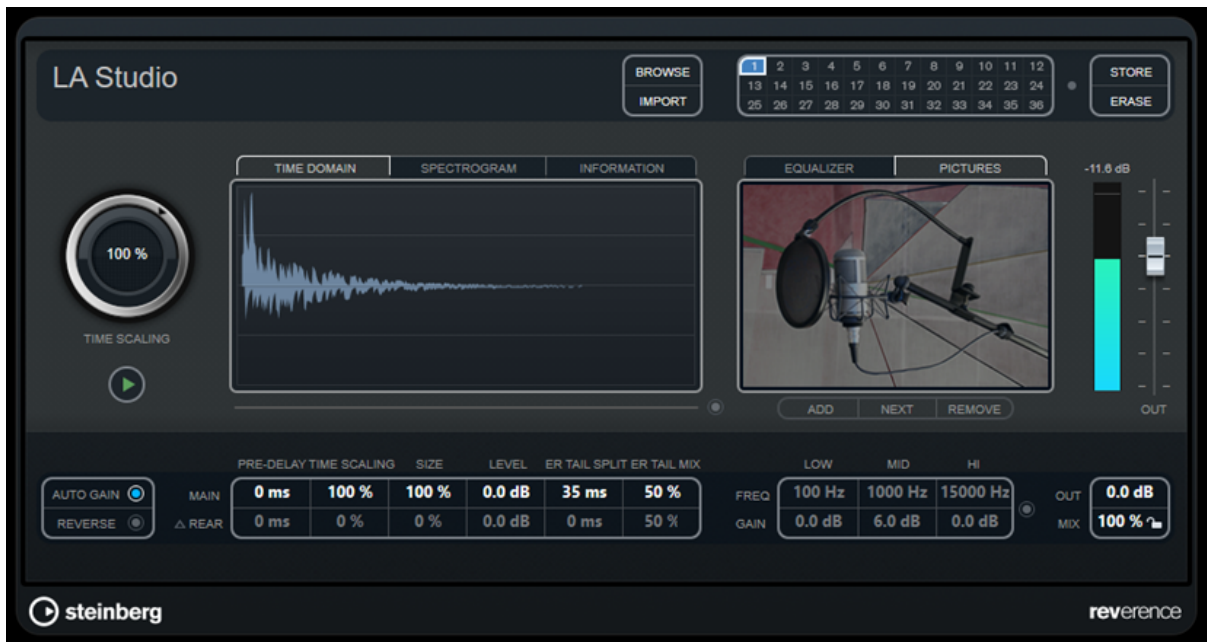 LA Studio
BROWSE
IMPORT
1 2 3 4 5 6 7 8 9 10 11 12
13 14 15 16 17 18 19 20 21 22 23 24
25 26 27 28 29 30 31 32 33 34 35 36
STORE
ERASE
TIME DOMAIN SPECTROGRAM INFORMATION
EQUALIZER PICTURES
-11.6 dB
100 %
TIME SCALING
ADD NEXT REMOVE
OUT
PRE-DELAY TIME SCALING SIZE LEVEL ER TAIL SPLIT ER TAIL MIX
LOW MID HI
AUTO GAIN
REVERSE
MAIN 0 ms 100 % 100 % 0.0 dB 35 ms 50 %
△ REAR 0 ms 0 % 0 % 0.0 dB 0 ms 50 %
FREQ 100 Hz 1000 Hz 15000 Hz
GAIN 0.0 dB 6.0 dB 0.0 dB
OUT 0.0 dB
MIX 100 %
steinberg
reverence